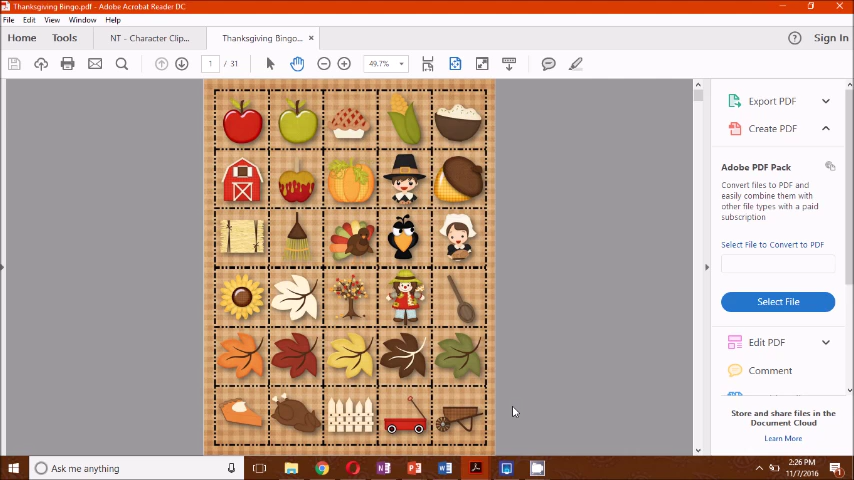 Thanksgiving Bingo.pdf - Adobe Acrobat Reader DC
File Edit View Window Help
Home Tools NT - Character Clip... Thanksgiving Bingo... × Sign In
1 / 31 49.7%
Export PDF
Create PDF
Adobe PDF Pack
Convert files to PDF and
easily combine them with
other file types with a paid
subscription
Select File to Convert to PDF
Select File
Edit PDF
Comment
Store and share files in the
Document Cloud
Learn More
Ask me anything
2:26 PM
11/7/2016